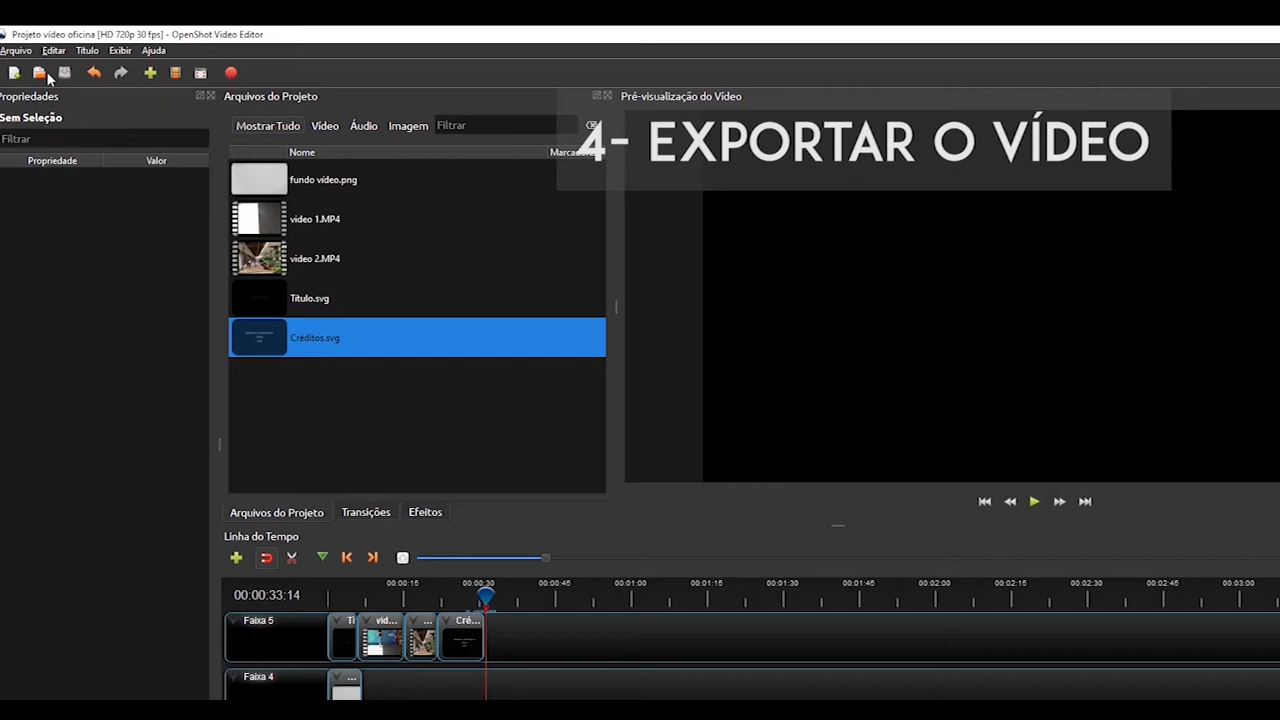 Projeto vídeo oficina [HD 720p 30 fps] - OpenShot Video Editor
Arquivo Editar Título Exibir Ajuda
Propriedades
Arquivos do Projeto
Pré-visualização do Vídeo
Sem Seleção
Filtrar
Propriedade Valor
Mostrar Tudo Vídeo Áudio Imagem Filtrar
4- EXPORTAR O VÍDEO
Nome
fundo vídeo.png
video 1.MP4
video 2.MP4
Título.svg
Créditos.svg
Arquivos do Projeto Transições Efeitos
Linha do Tempo
00:00:33:14
00:00:15 00:00:30 00:00:45 00:01:00 00:01:15 00:01:30 00:01:45 00:02:00 00:02:15 00:02:30 00:02:45 00:03:00
Faixa 5 Tí vid... ... Cré...
Faixa 4 ...